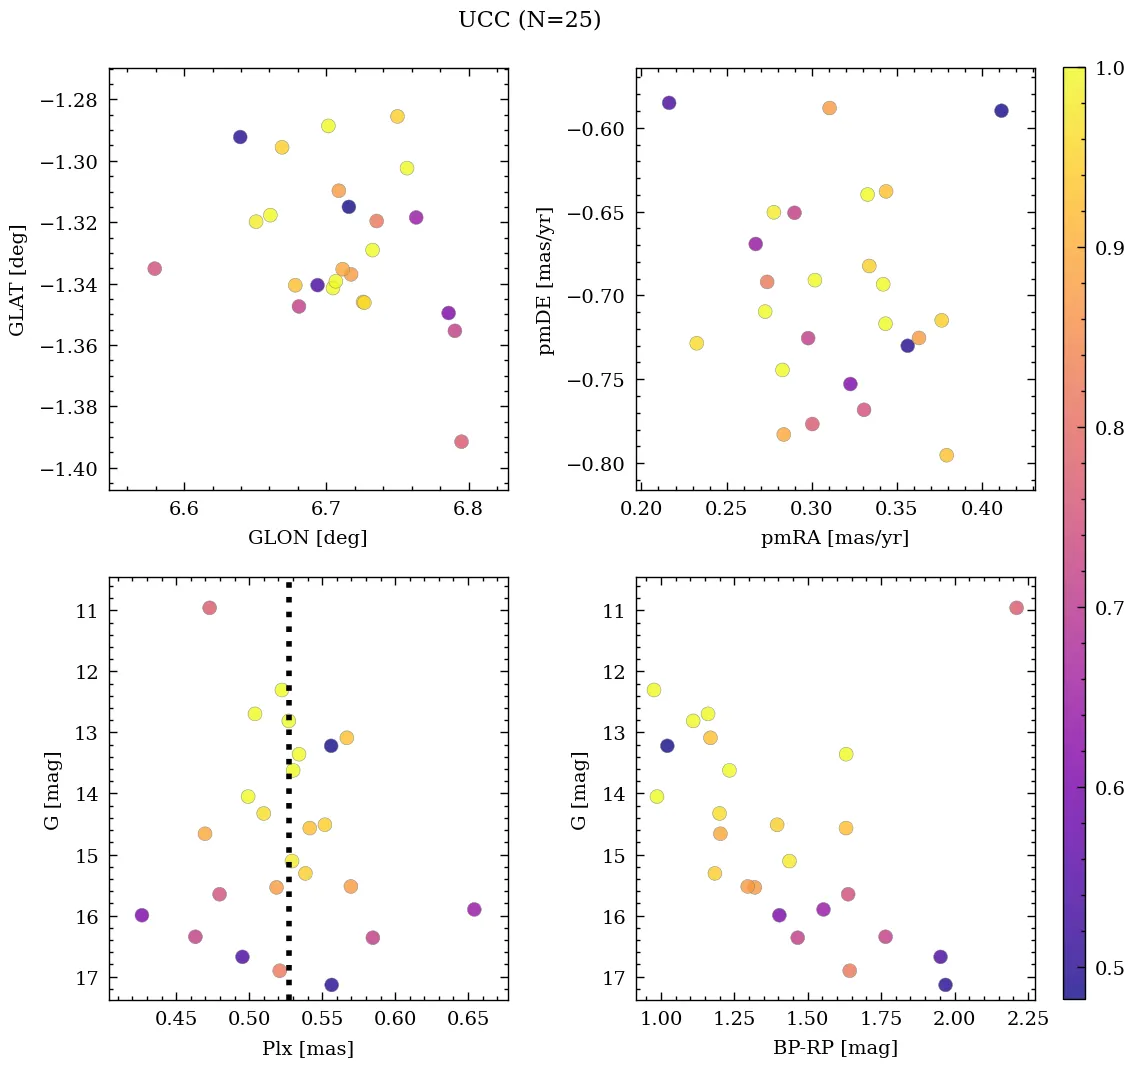 UCC (N=25)
−1.28
−1.30
−1.32
−1.34
−1.36
−1.38
−1.40
GLAT [deg]
6.6 6.7 6.8
GLON [deg]
−0.60
−0.65
−0.70
−0.75
−0.80
pmDE [mas/yr]
0.20 0.25 0.30 0.35 0.40
pmRA [mas/yr]
11
12
13
14
15
16
17
G [mag]
0.45 0.50 0.55 0.60 0.65
Plx [mas]
11
12
13
14
15
16
17
G [mag]
1.00 1.25 1.50 1.75 2.00 2.25
BP-RP [mag]
1.0
0.9
0.8
0.7
0.6
0.5